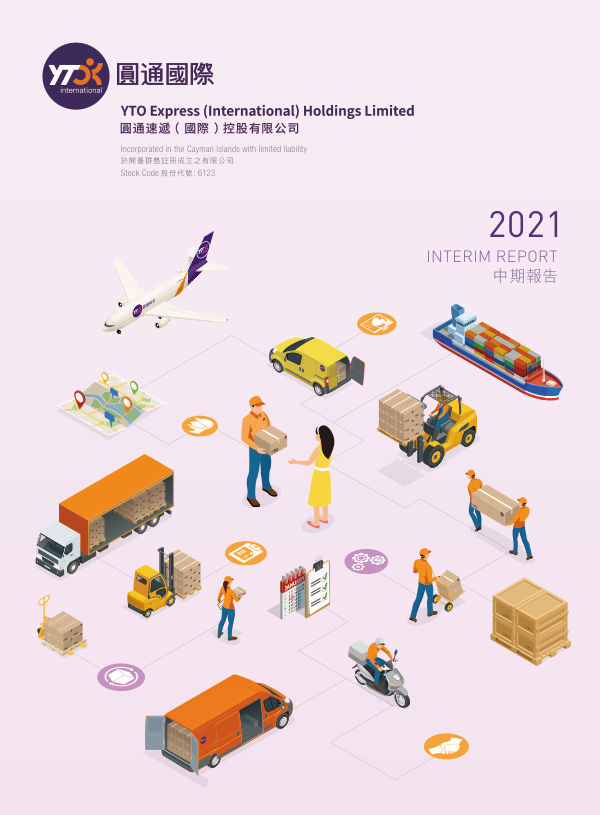 YTO
international
圓通國際
YTO Express (International) Holdings Limited
圓通速遞（國際）控股有限公司
Incorporated in the Cayman Islands with limited liability
於開曼群島註冊成立之有限公司
Stock Code 股份代號: 6123
2021
INTERIM REPORT
中期報告